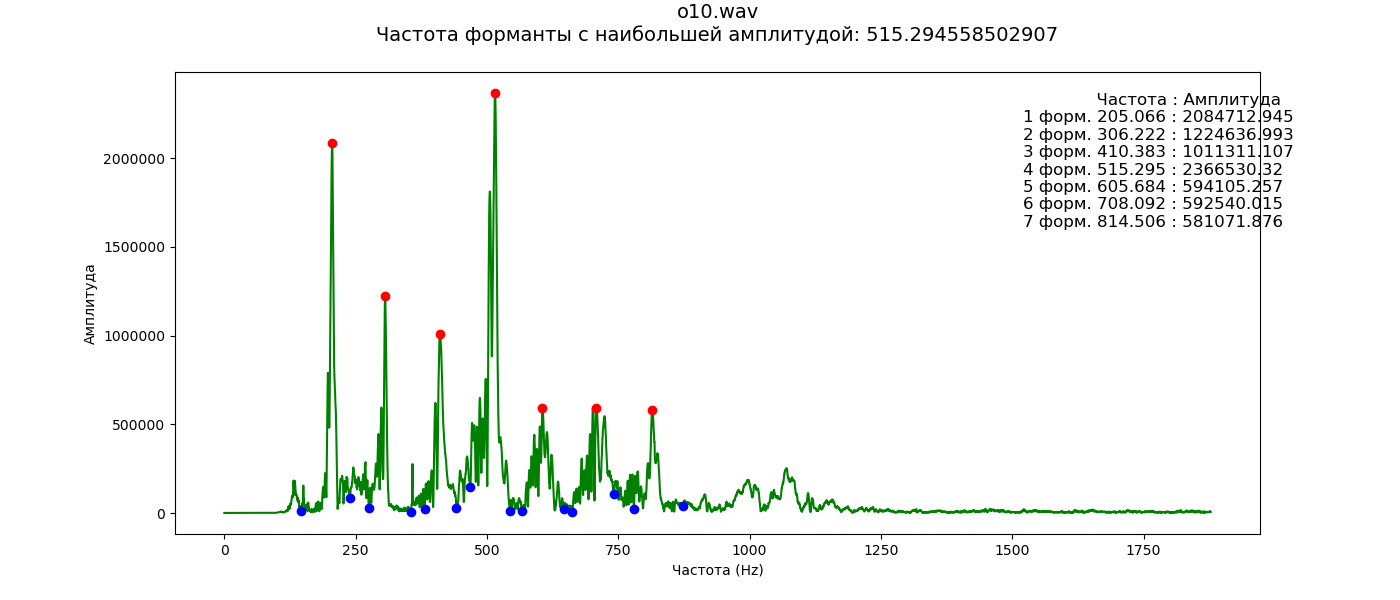 o10.wav
Частота форманты с наибольшей амплитудой: 515.294558502907
Частота : Амплитуда
1 форм. 205.066 : 2084712.945
2 форм. 306.222 : 1224636.993
3 форм. 410.383 : 1011311.107
4 форм. 515.295 : 2366530.32
5 форм. 605.684 : 594105.257
6 форм. 708.092 : 592540.015
7 форм. 814.506 : 581071.876
2000000
1500000
1000000
500000
0
Амплитуда
0 250 500 750 1000 1250 1500 1750
Частота (Hz)